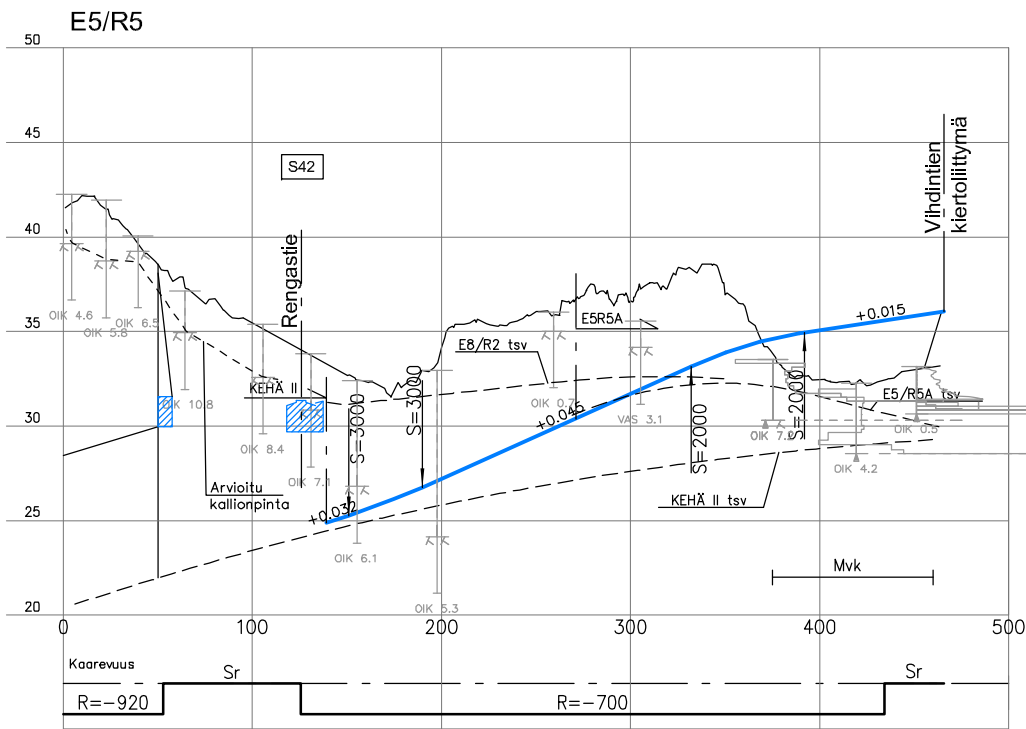 E5/R5
50
45
40
35
30
25
20
S42
Rengastie
Vihdintien
kiertoliittymä
OIK 4.6
OIK 5.8
OIK 6.5
OIK 10.8
OIK 8.4
OIK 7.1
OIK 6.1
OIK 5.3
OIK 0.7
VAS 3.1
OIK 4.2
OIK 0.5
KEHÄ II
E8/R2 tsv
E5R5A
E5/R5A tsv
KEHÄ II tsv
Arvioitu
kallionpinta
S=3000
S=3000
S=2000
S=2000
+0.032
+0.045
+0.015
Mvk
0
100
200
300
400
500
Kaarevuus
Sr
Sr
R=-920
R=-700